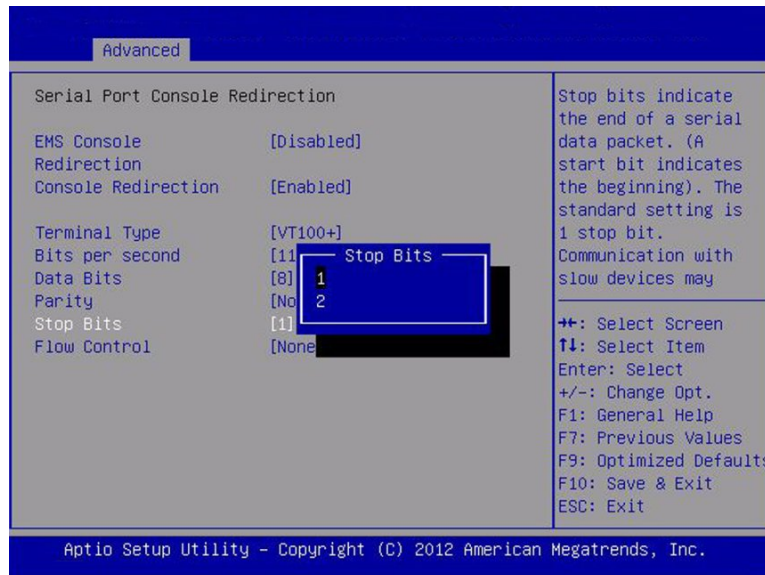 Advanced
Serial Port Console Redirection
EMS Console [Disabled]
Redirection
Console Redirection [Enabled]
Terminal Type [VT100+]
Bits per second [11
Data Bits [8]
Parity [No
Stop Bits [1]
Flow Control [None
Stop Bits
1
2
Stop bits indicate
the end of a serial
data packet. (A
start bit indicates
the beginning). The
standard setting is
1 stop bit.
Communication with
slow devices may
→←: Select Screen
↑↓: Select Item
Enter: Select
+/-: Change Opt.
F1: General Help
F7: Previous Values
F9: Optimized Defaults
F10: Save & Exit
ESC: Exit
Aptio Setup Utility – Copyright (C) 2012 American Megatrends, Inc.